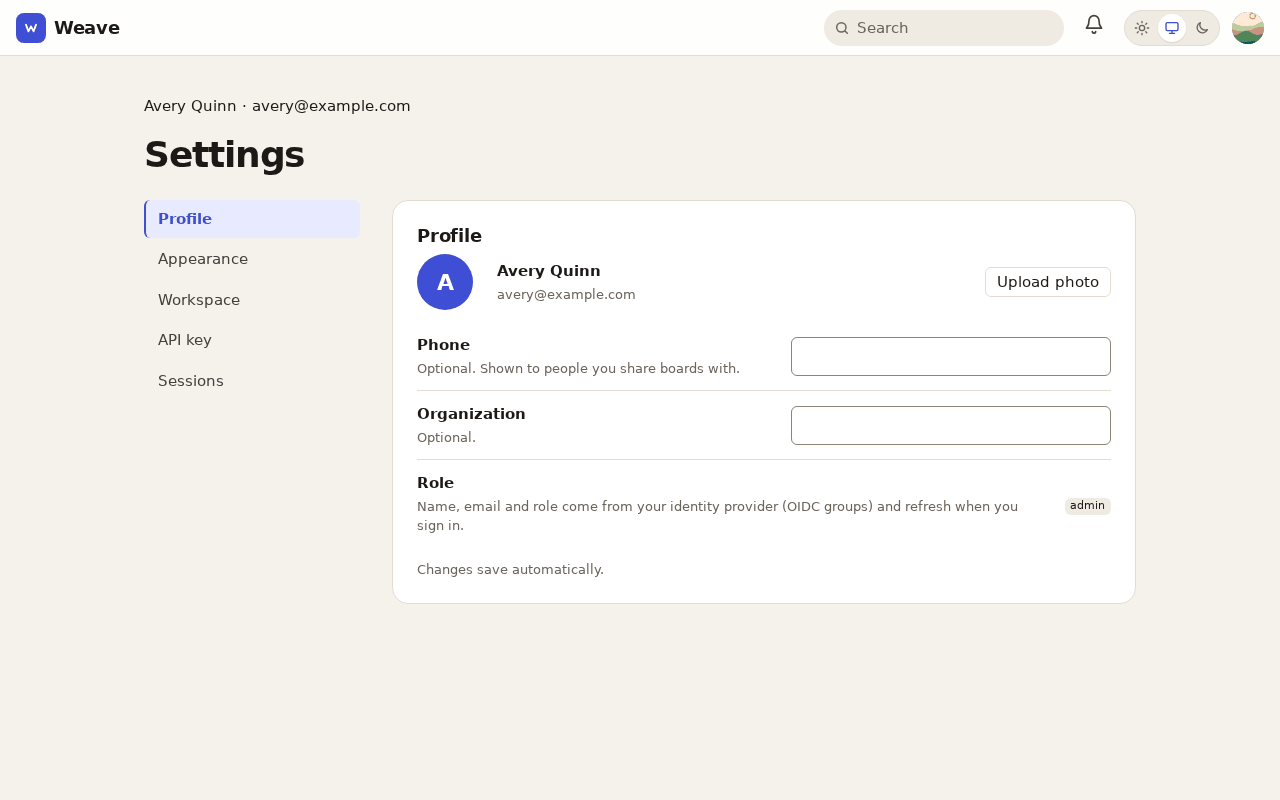 Weave
Search
Avery Quinn · avery@example.com
Settings
Profile
Appearance
Workspace
API key
Sessions
Profile
A
Avery Quinn
avery@example.com
Upload photo
Phone
Optional. Shown to people you share boards with.
Organization
Optional.
Role
Name, email and role come from your identity provider (OIDC groups) and refresh when you
sign in.
admin
Changes save automatically.